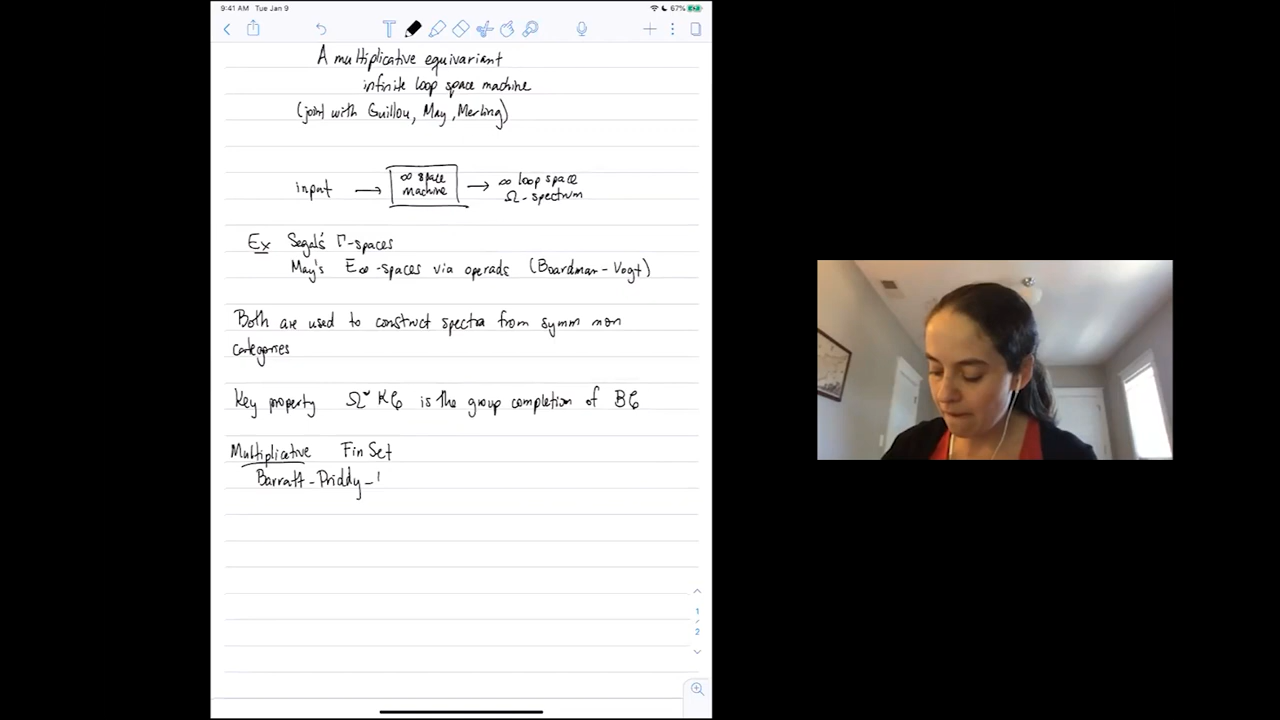 9:41 AM Tue Jan 9
67%
A multiplicative equivariant
infinite loop space machine
(joint with Guillou, May, Merling)
input → ∞ space machine → ∞ loop space Ω-spectrum
Ex Segal's Γ-spaces
May's E∞-spaces via operads (Boardman-Vogt)
Both are used to construct spectra from symm mon
categories
Key property Ω^∞ K𝒞 is the group completion of B𝒞
Multiplicative Fin Set
Barratt-Priddy-
1
2